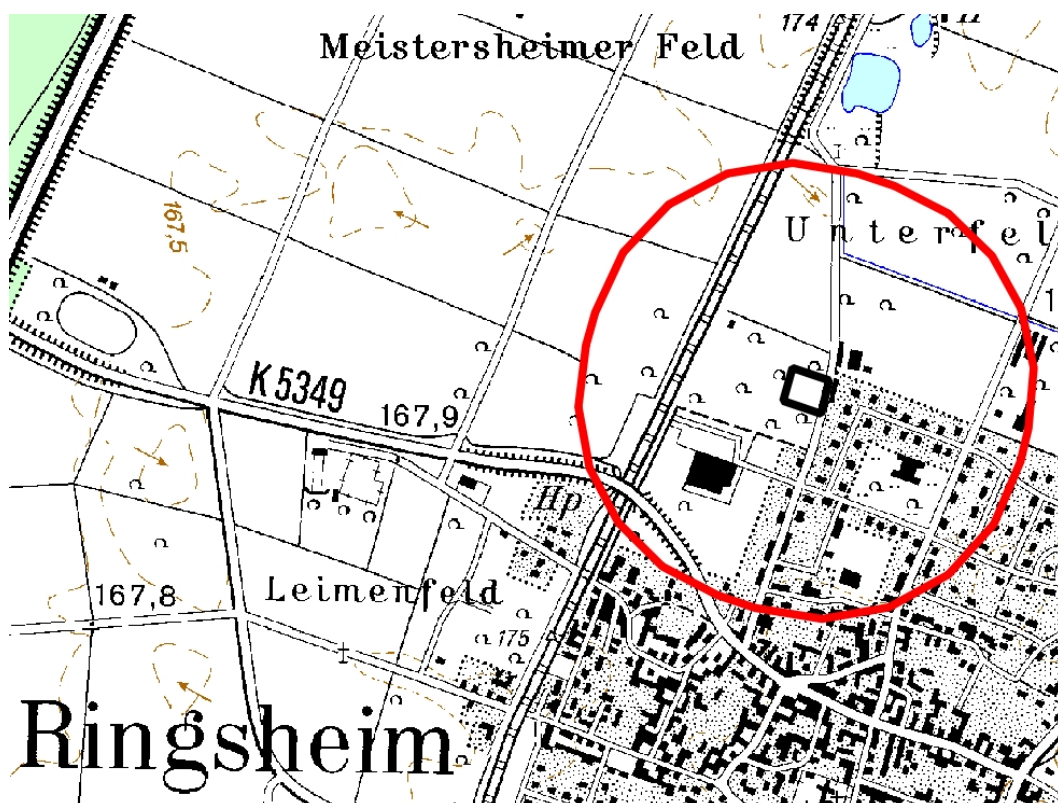 174
Meistersheimer Feld
167,5
Unterfel
K 5349
167,9
Hp
Leimenfeld
167,8
175
Ringsheim